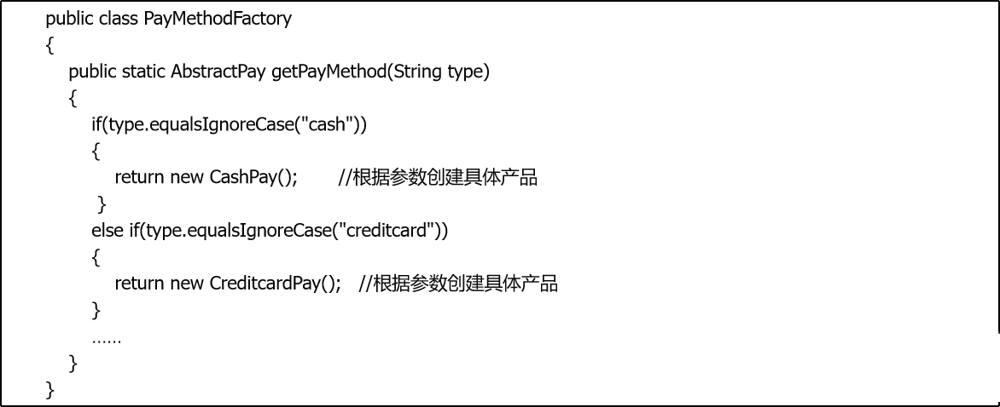 public class PayMethodFactory
{
public static AbstractPay getPayMethod(String type)
{
if(type.equalsIgnoreCase("cash"))
{
return new CashPay(); //根据参数创建具体产品
}
else if(type.equalsIgnoreCase("creditcard"))
{
return new CreditcardPay(); //根据参数创建具体产品
}
……
}
}